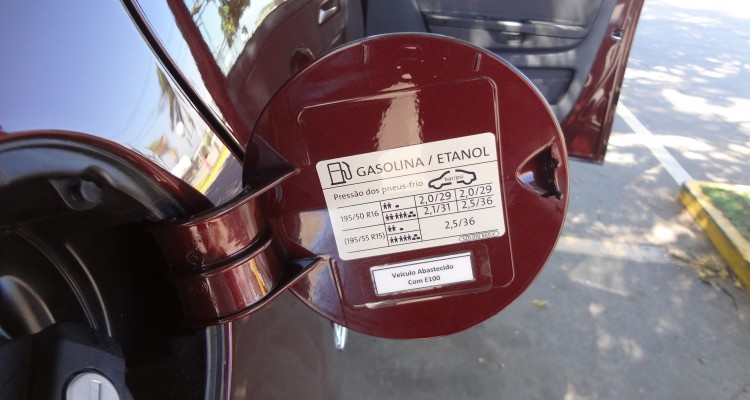 GASOLINA / ETANOL
Pressão dos pneus-frio
bar/psi
195/50 R16
2,0/29 2,0/29
2,1/31 2,5/36
(195/55 R15)
2,5/36
Veiculo Abastecido
Com E100